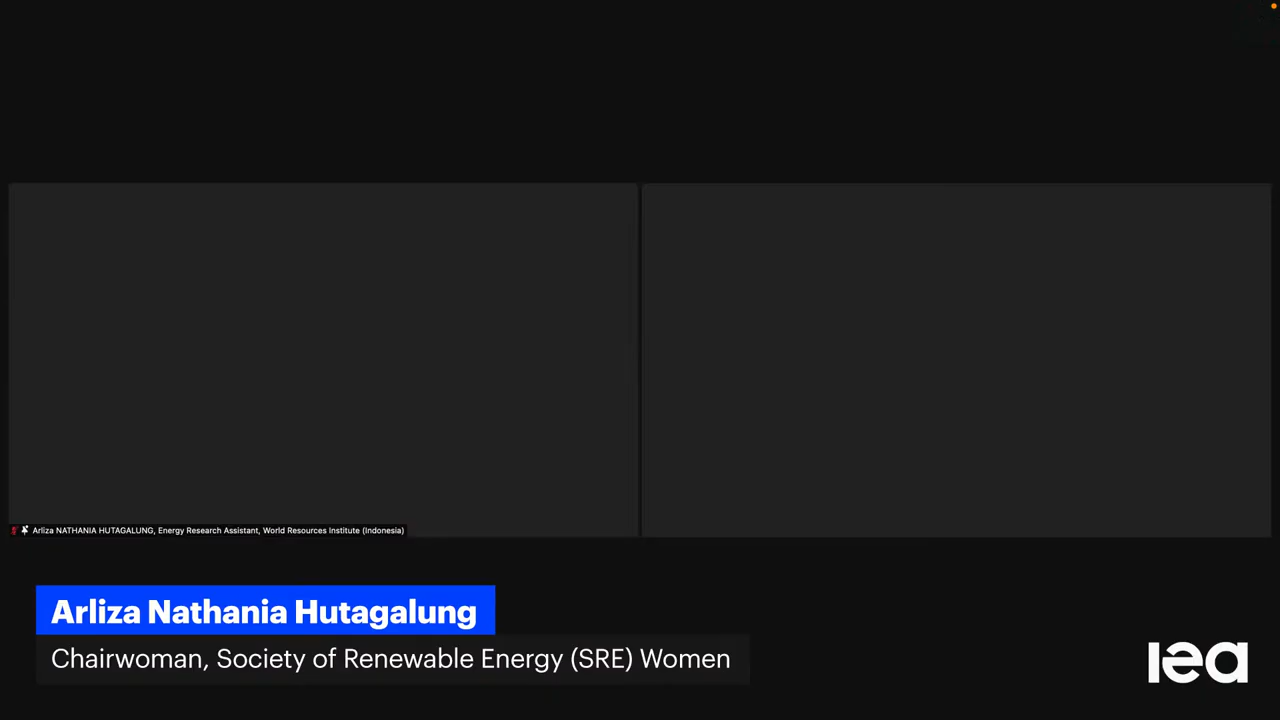 Arliza NATHANIA HUTAGALUNG, Energy Research Assistant, World Resources Institute (Indonesia)
Arliza Nathania Hutagalung
Chairwoman, Society of Renewable Energy (SRE) Women
iea